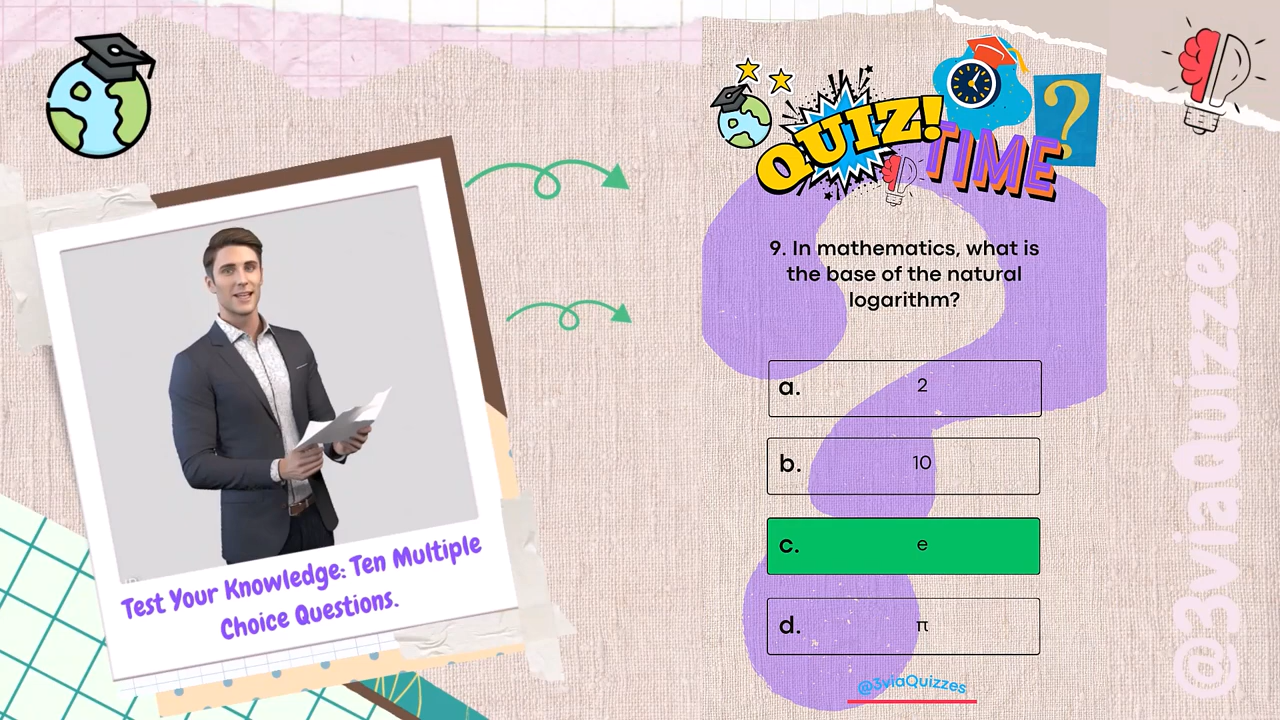 Test Your Knowledge: Ten Multiple
Choice Questions.
QUIZ!
TIME
?
9. In mathematics, what is
the base of the natural
logarithm?
a. 2
b. 10
c. e
d. π
@3viaQuizzes
@3viaQuizzes